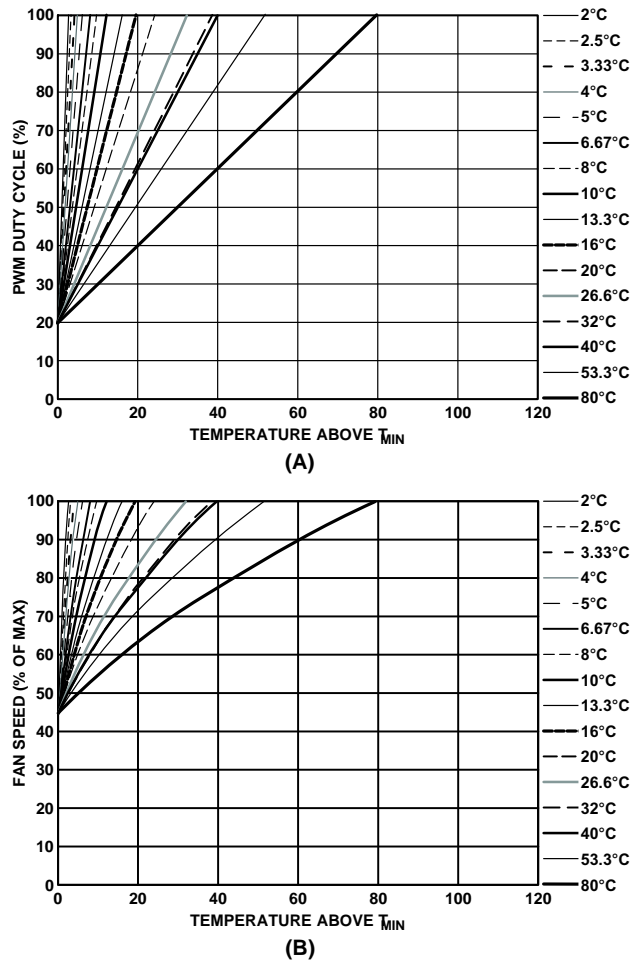 100
90
80
70
60
50
40
30
20
10
0
PWM DUTY CYCLE (%)
0 20 40 60 80 100 120
TEMPERATURE ABOVE TMIN
(A)
2°C
2.5°C
3.33°C
4°C
5°C
6.67°C
8°C
10°C
13.3°C
16°C
20°C
26.6°C
32°C
40°C
53.3°C
80°C
100
90
80
70
60
50
40
30
20
10
0
FAN SPEED (% OF MAX)
0 20 40 60 80 100 120
TEMPERATURE ABOVE TMIN
(B)
2°C
2.5°C
3.33°C
4°C
5°C
6.67°C
8°C
10°C
13.3°C
16°C
20°C
26.6°C
32°C
40°C
53.3°C
80°C